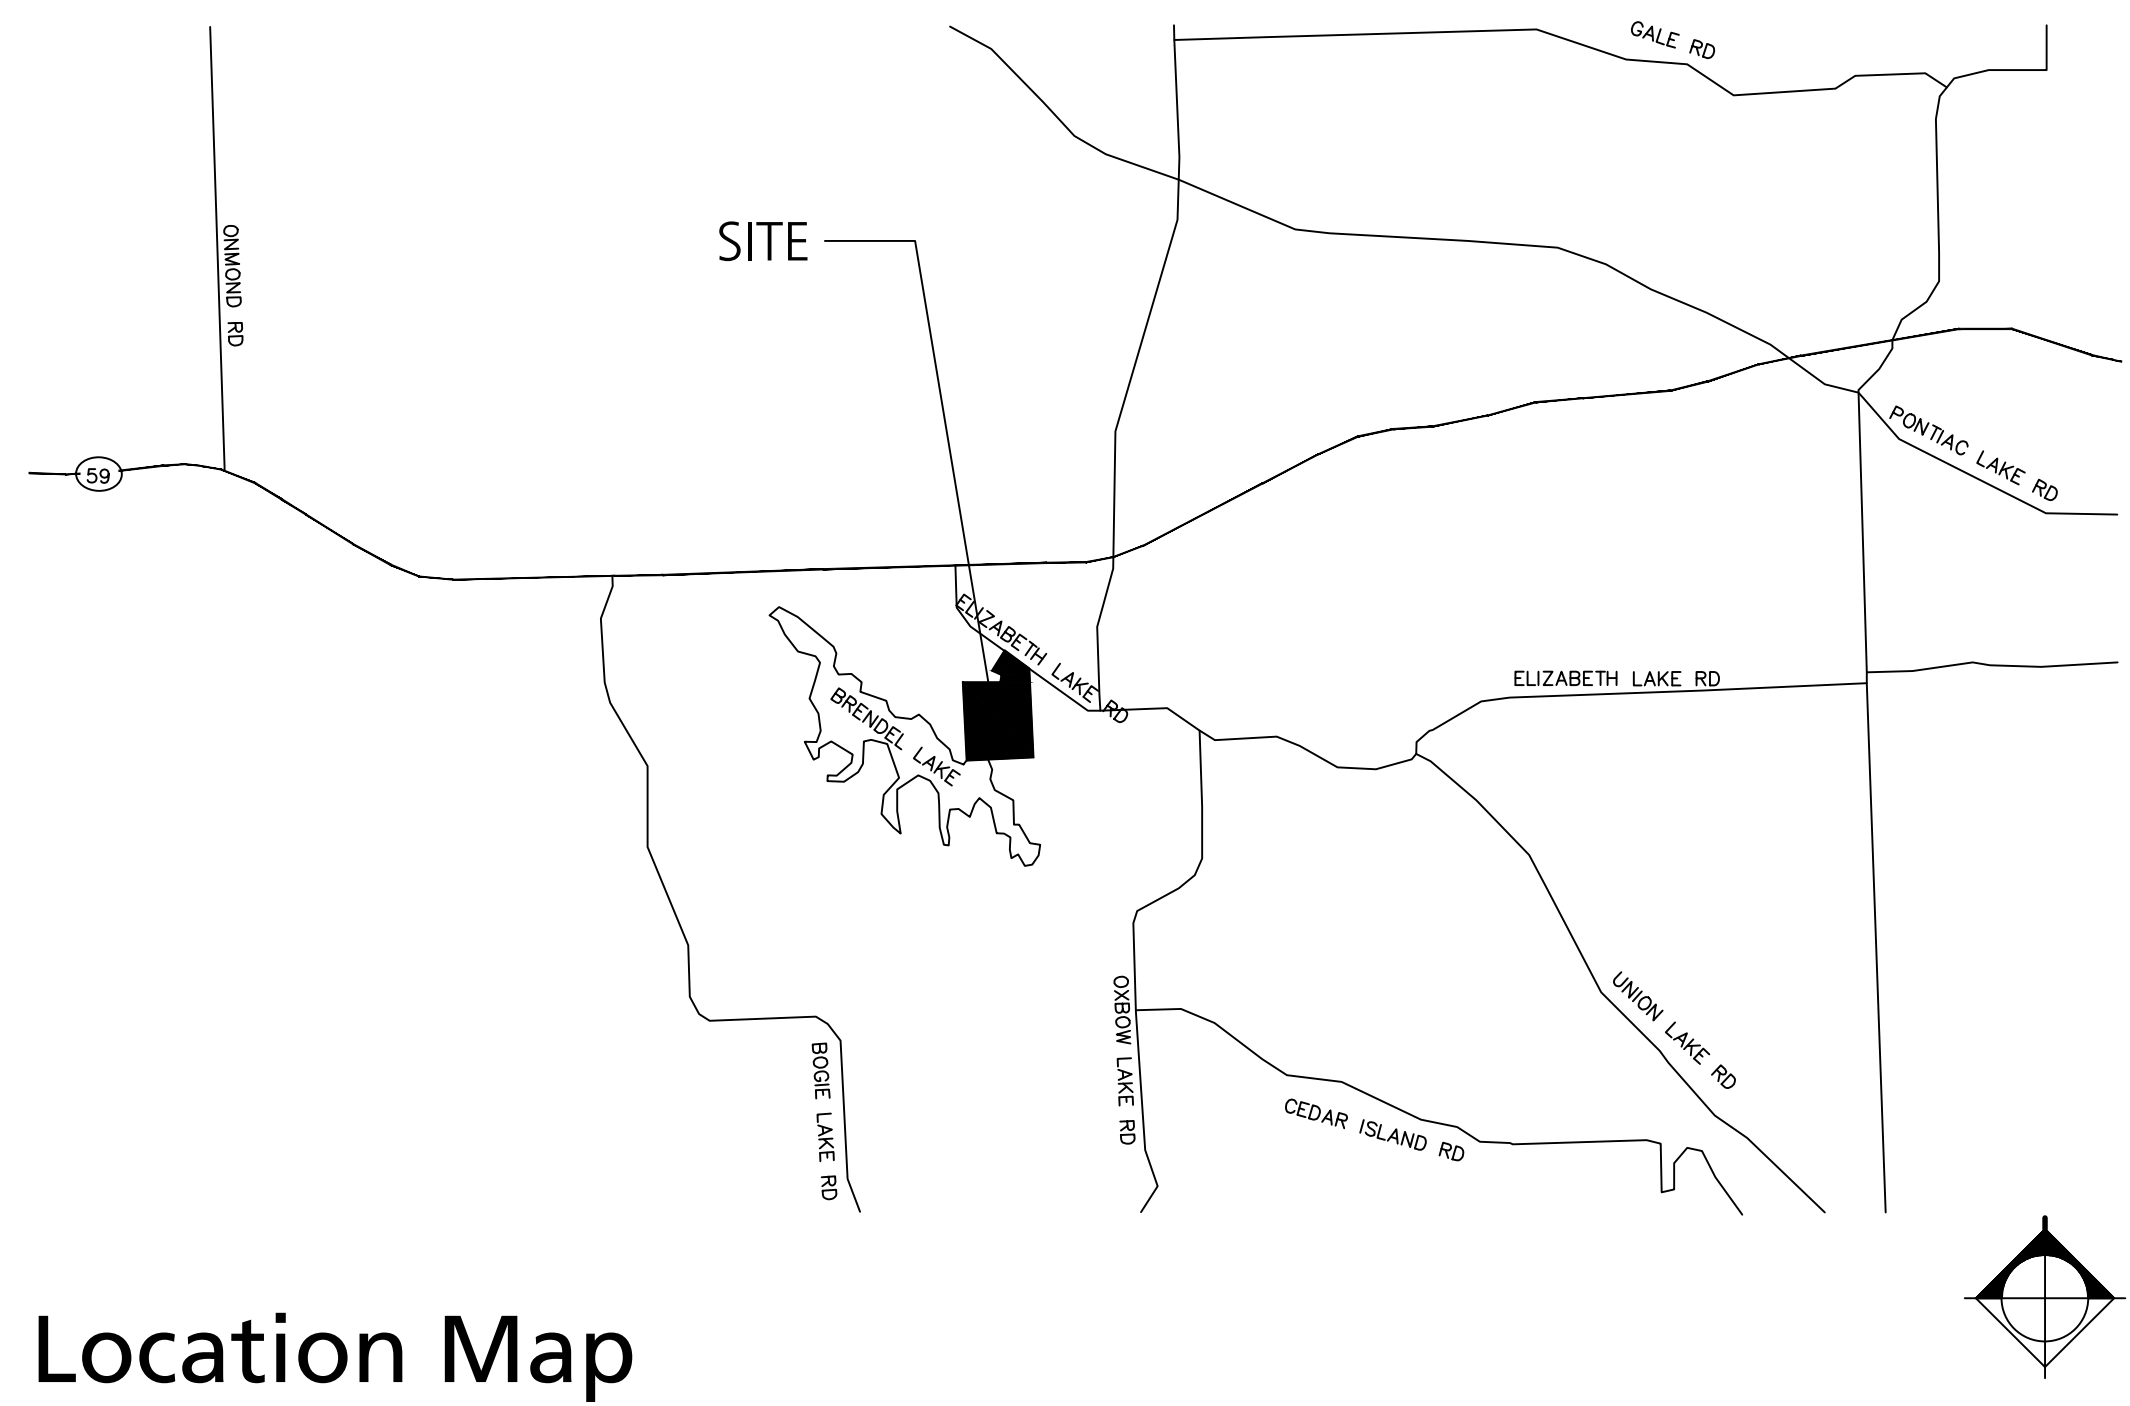 GALE RD
SITE
ONMOND RD
59
PONTIAC LAKE RD
ELIZABETH LAKE RD
ELIZABETH LAKE RD
BRENDEL LAKE
UNION LAKE RD
OXBOW LAKE RD
BOGIE LAKE RD
CEDAR ISLAND RD
Location Map